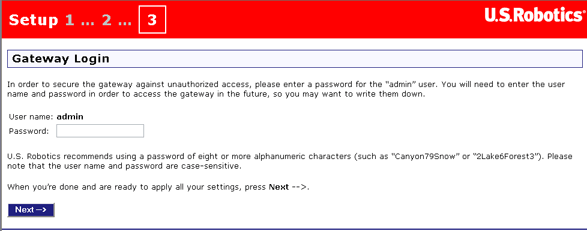 Setup 1 ... 2 ... 3
U.S.Robotics
Gateway Login
In order to secure the gateway against unauthorized access, please enter a password for the "admin" user. You will need to enter the user
name and password in order to access the gateway in the future, so you may want to write them down.
User name: admin
Password:
U.S. Robotics recommends using a password of eight or more alphanumeric characters (such as "Canyon79Snow" or "2Lake6Forest3"). Please
note that the user name and password are case-sensitive.
When you're done and are ready to apply all your settings, press Next -->.
Next -->